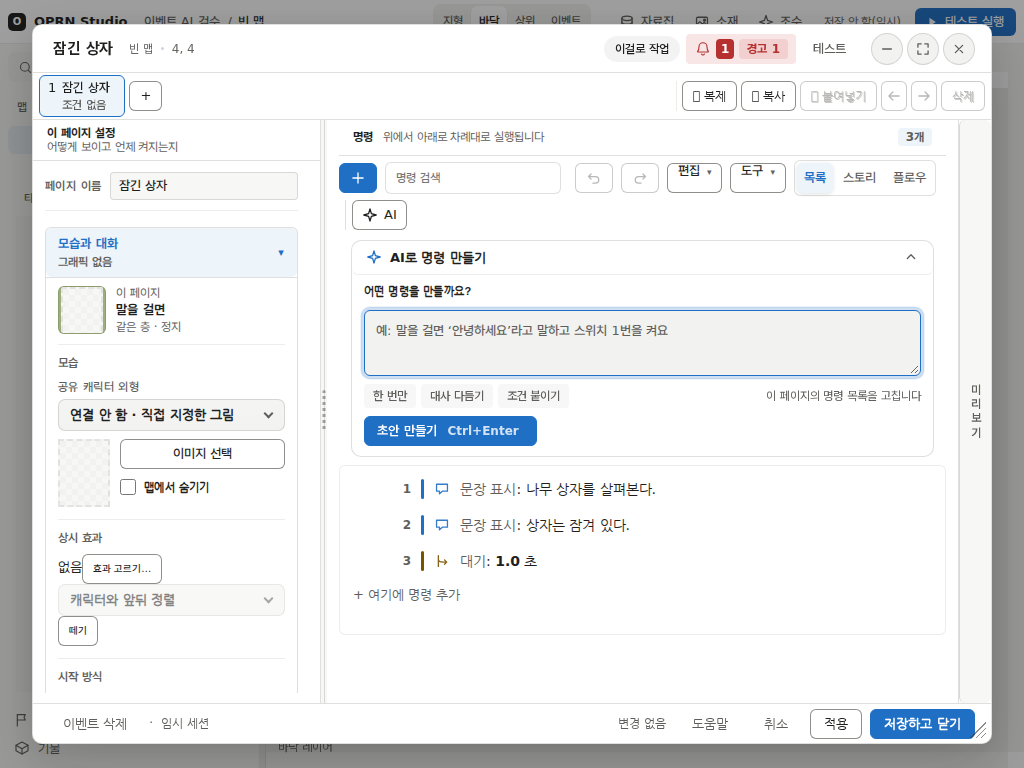 OPRN Studio 이벤트 AI 검수 / 빈 맵 지형 바닥 상위 이벤트 자료집 소재 조수 저장 안 함(임시) 테스트 실행
잠긴 상자 빈 맵 · 4, 4 이걸로 작업 1 경고 1 테스트
1 잠긴 상자
조건 없음
+
복제 복사 붙여넣기 ← → 삭제
맵
이 페이지 설정
어떻게 보이고 언제 켜지는지
페이지 이름 잠긴 상자
모습과 대화
그래픽 없음
이 페이지
말을 걸면
같은 층 · 정지
모습
공유 캐릭터 외형
연결 안 함 · 직접 지정한 그림
이미지 선택
맵에서 숨기기
상시 효과
없음 효과 고르기...
캐릭터와 앞뒤 정렬
떼기
시작 방식
명령 위에서 아래로 차례대로 실행됩니다 3개
+ 명령 검색 편집 ▾ 도구 ▾ 목록 스토리 플로우
AI
AI로 명령 만들기
어떤 명령을 만들까요?
예: 말을 걸면 ‘안녕하세요’라고 말하고 스위치 1번을 켜요
한 번만 대사 다듬기 조건 붙이기 이 페이지의 명령 목록을 고칩니다
초안 만들기 Ctrl+Enter
1 문장 표시: 나무 상자를 살펴본다.
2 문장 표시: 상자는 잠겨 있다.
3 대기: 1.0 초
+ 여기에 명령 추가
미리보기
이벤트 삭제 · 임시 세션 변경 없음 도움말 취소 적용 저장하고 닫기
기물 바닥 레이어